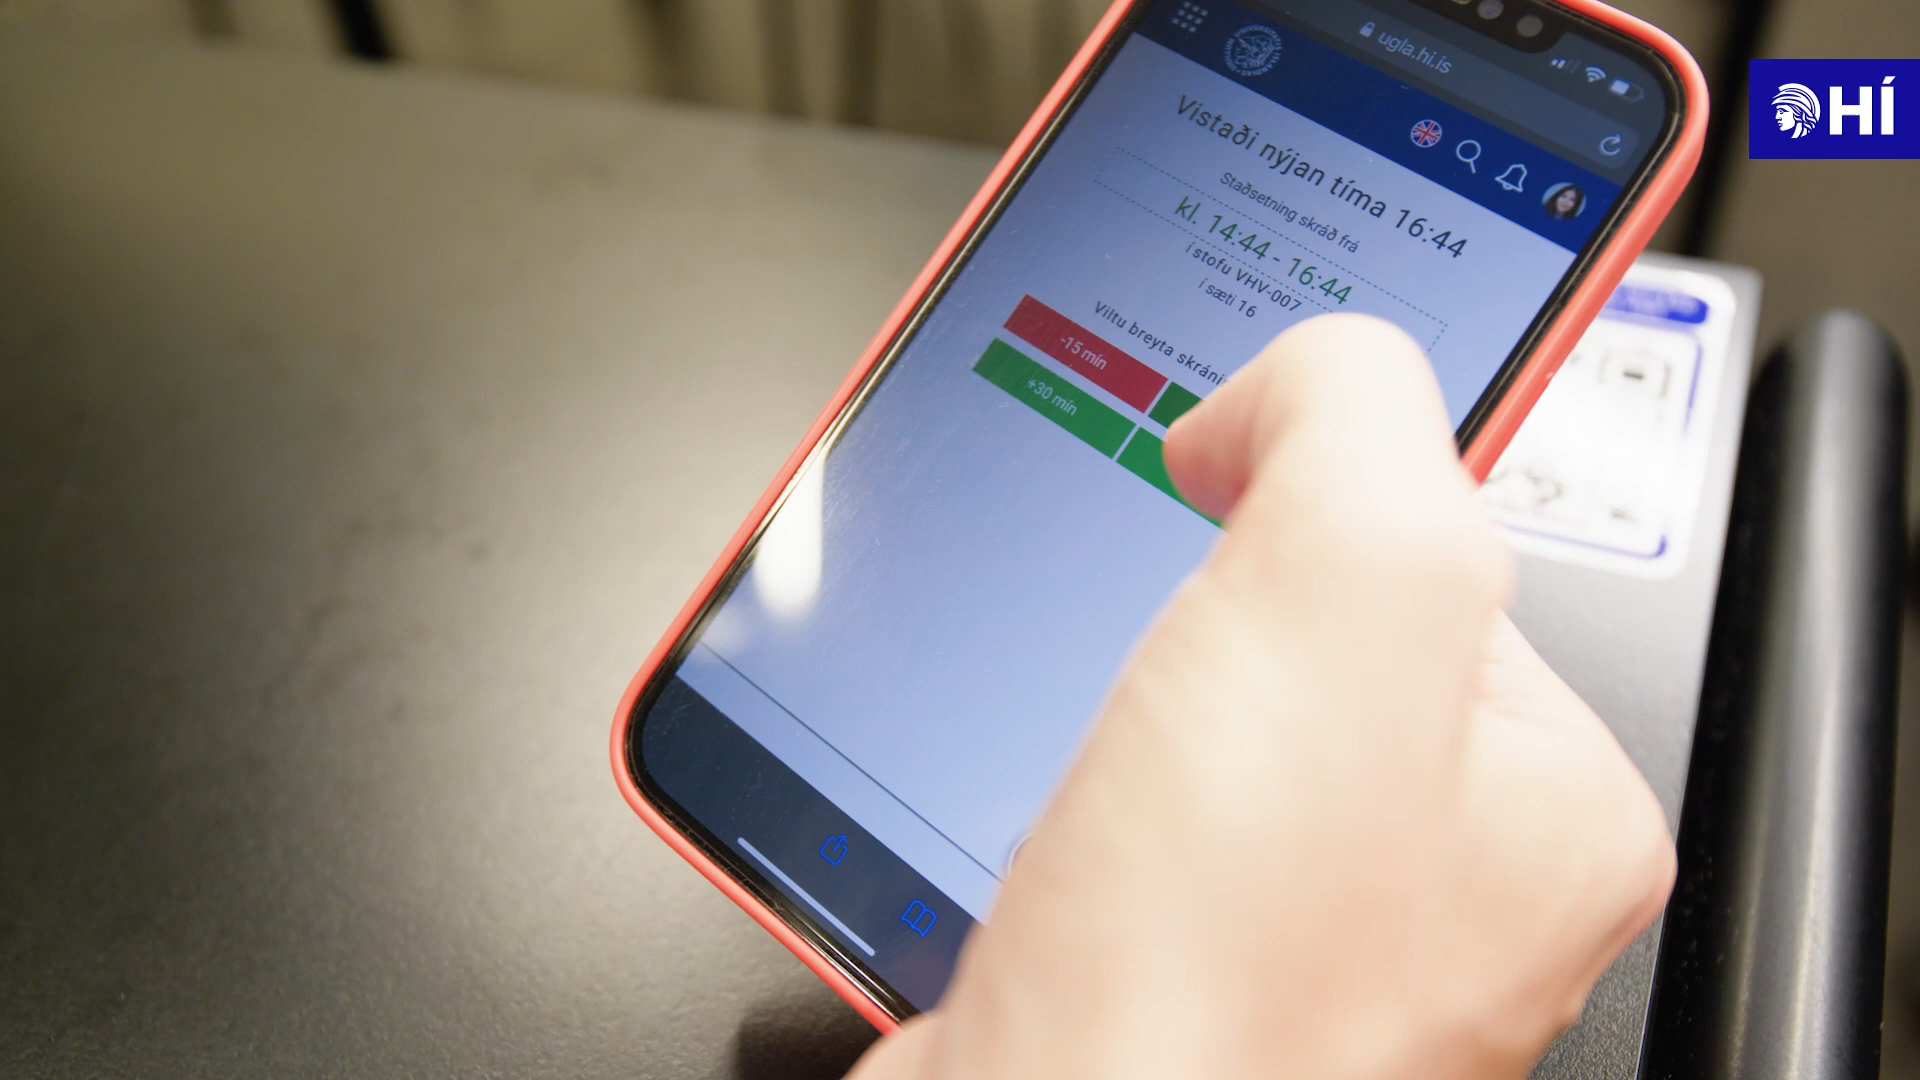 HÍ
ugla.hi.is
Vistaði nýjan tíma 16:44
Staðsetning skráð frá
kl. 14:44 - 16:44
í stofu VHV-007
í sæti 16
Viltu breyta
-15 mín
+30 mín